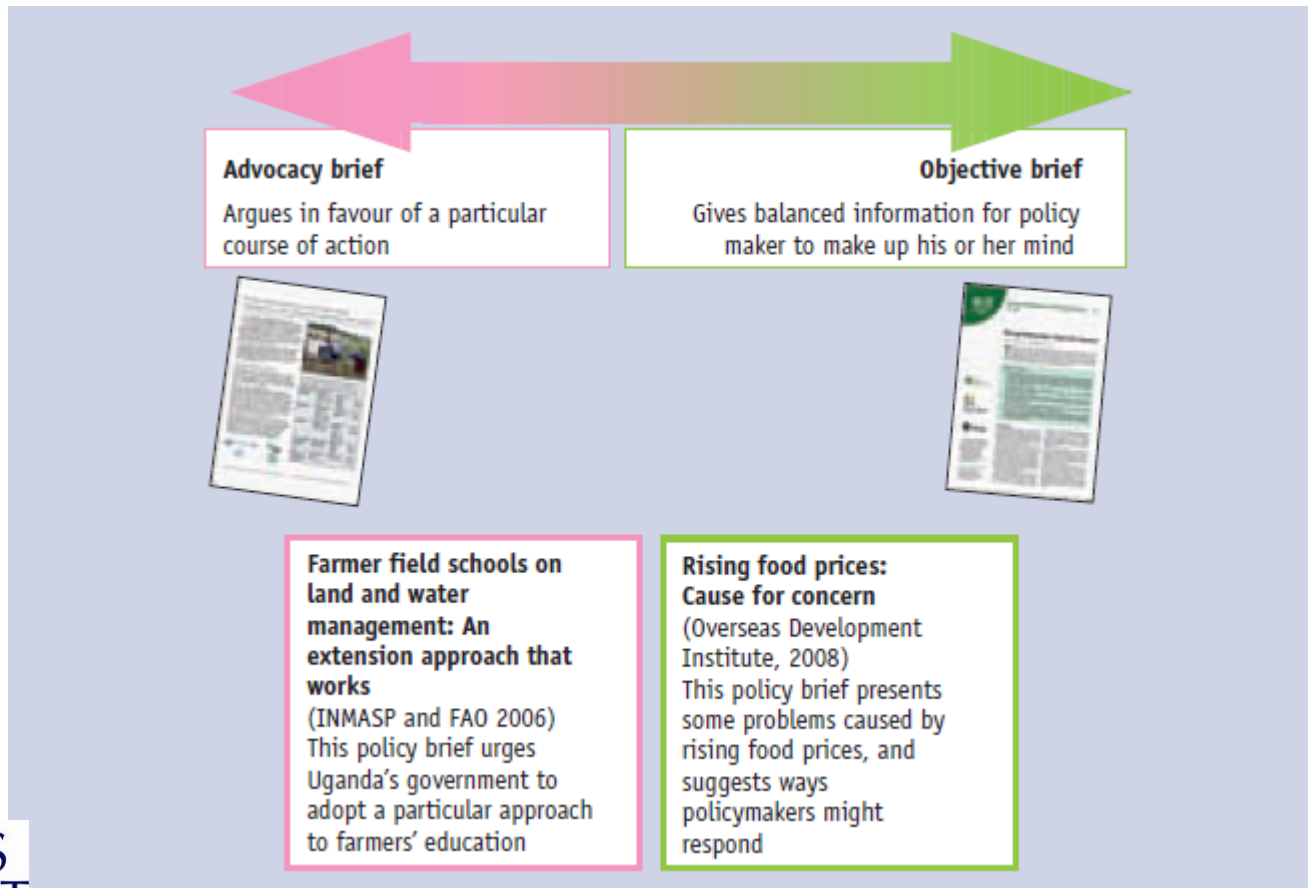 Advocacy brief
Argues in favour of a particular
course of action
Objective brief
Gives balanced information for policy
maker to make up his or her mind
Farmer field schools on
land and water
management: An
extension approach that
works
(INMASP and FAO 2006)
This policy brief urges
Uganda's government to
adopt a particular approach
to farmers' education
Rising food prices:
Cause for concern
(Overseas Development
Institute, 2008)
This policy brief presents
some problems caused by
rising food prices, and
suggests ways
policymakers might
respond